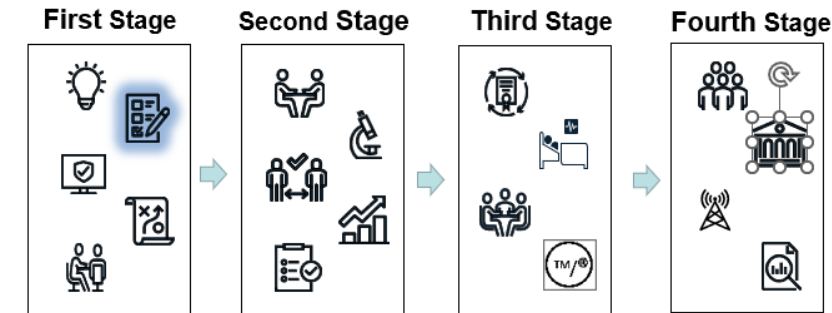 First Stage
Second Stage
Third Stage
Fourth Stage
TM/®